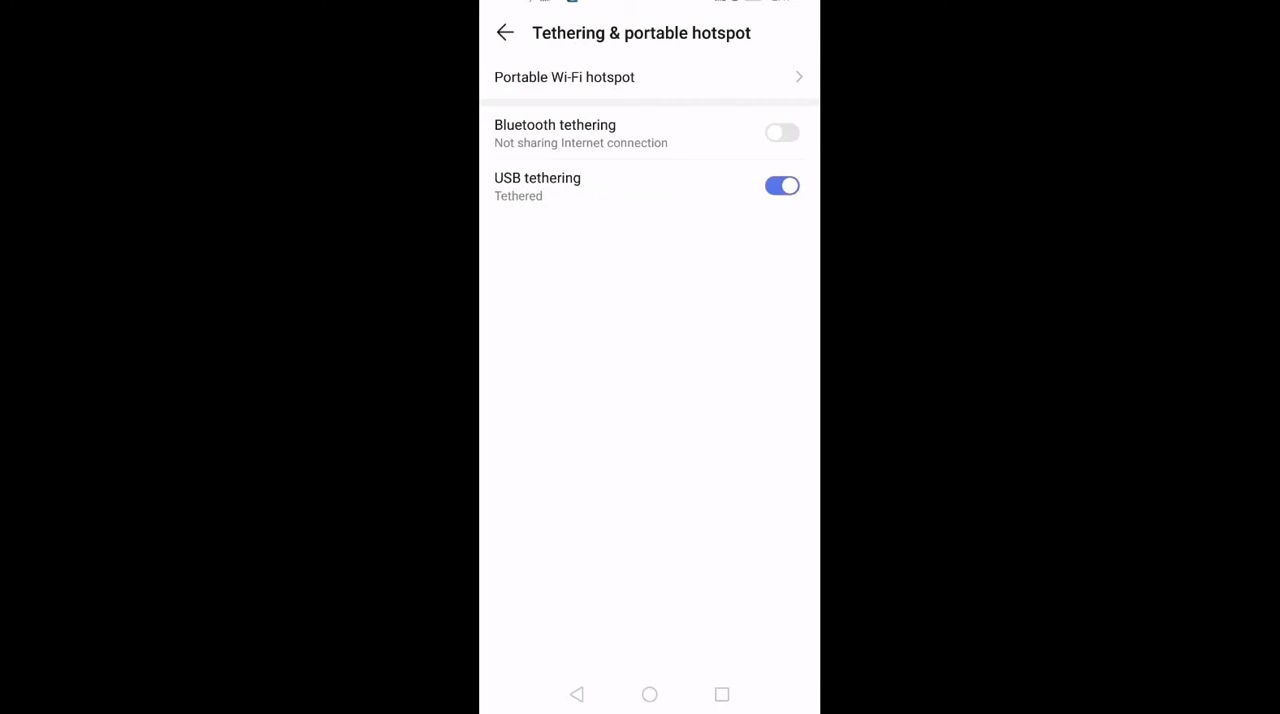 Tethering & portable hotspot
Portable Wi-Fi hotspot
Bluetooth tethering
Not sharing Internet connection
USB tethering
Tethered